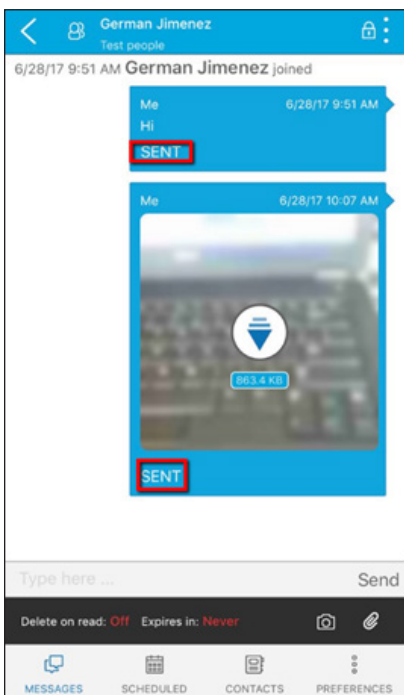 German Jimenez
Test people
6/28/17 9:51 AM German Jimenez joined
Me 6/28/17 9:51 AM
Hi
SENT
Me 6/28/17 10:07 AM
863.4 KB
SENT
Type here ... Send
Delete on read: Off Expires in: Never
MESSAGES SCHEDULED CONTACTS PREFERENCES